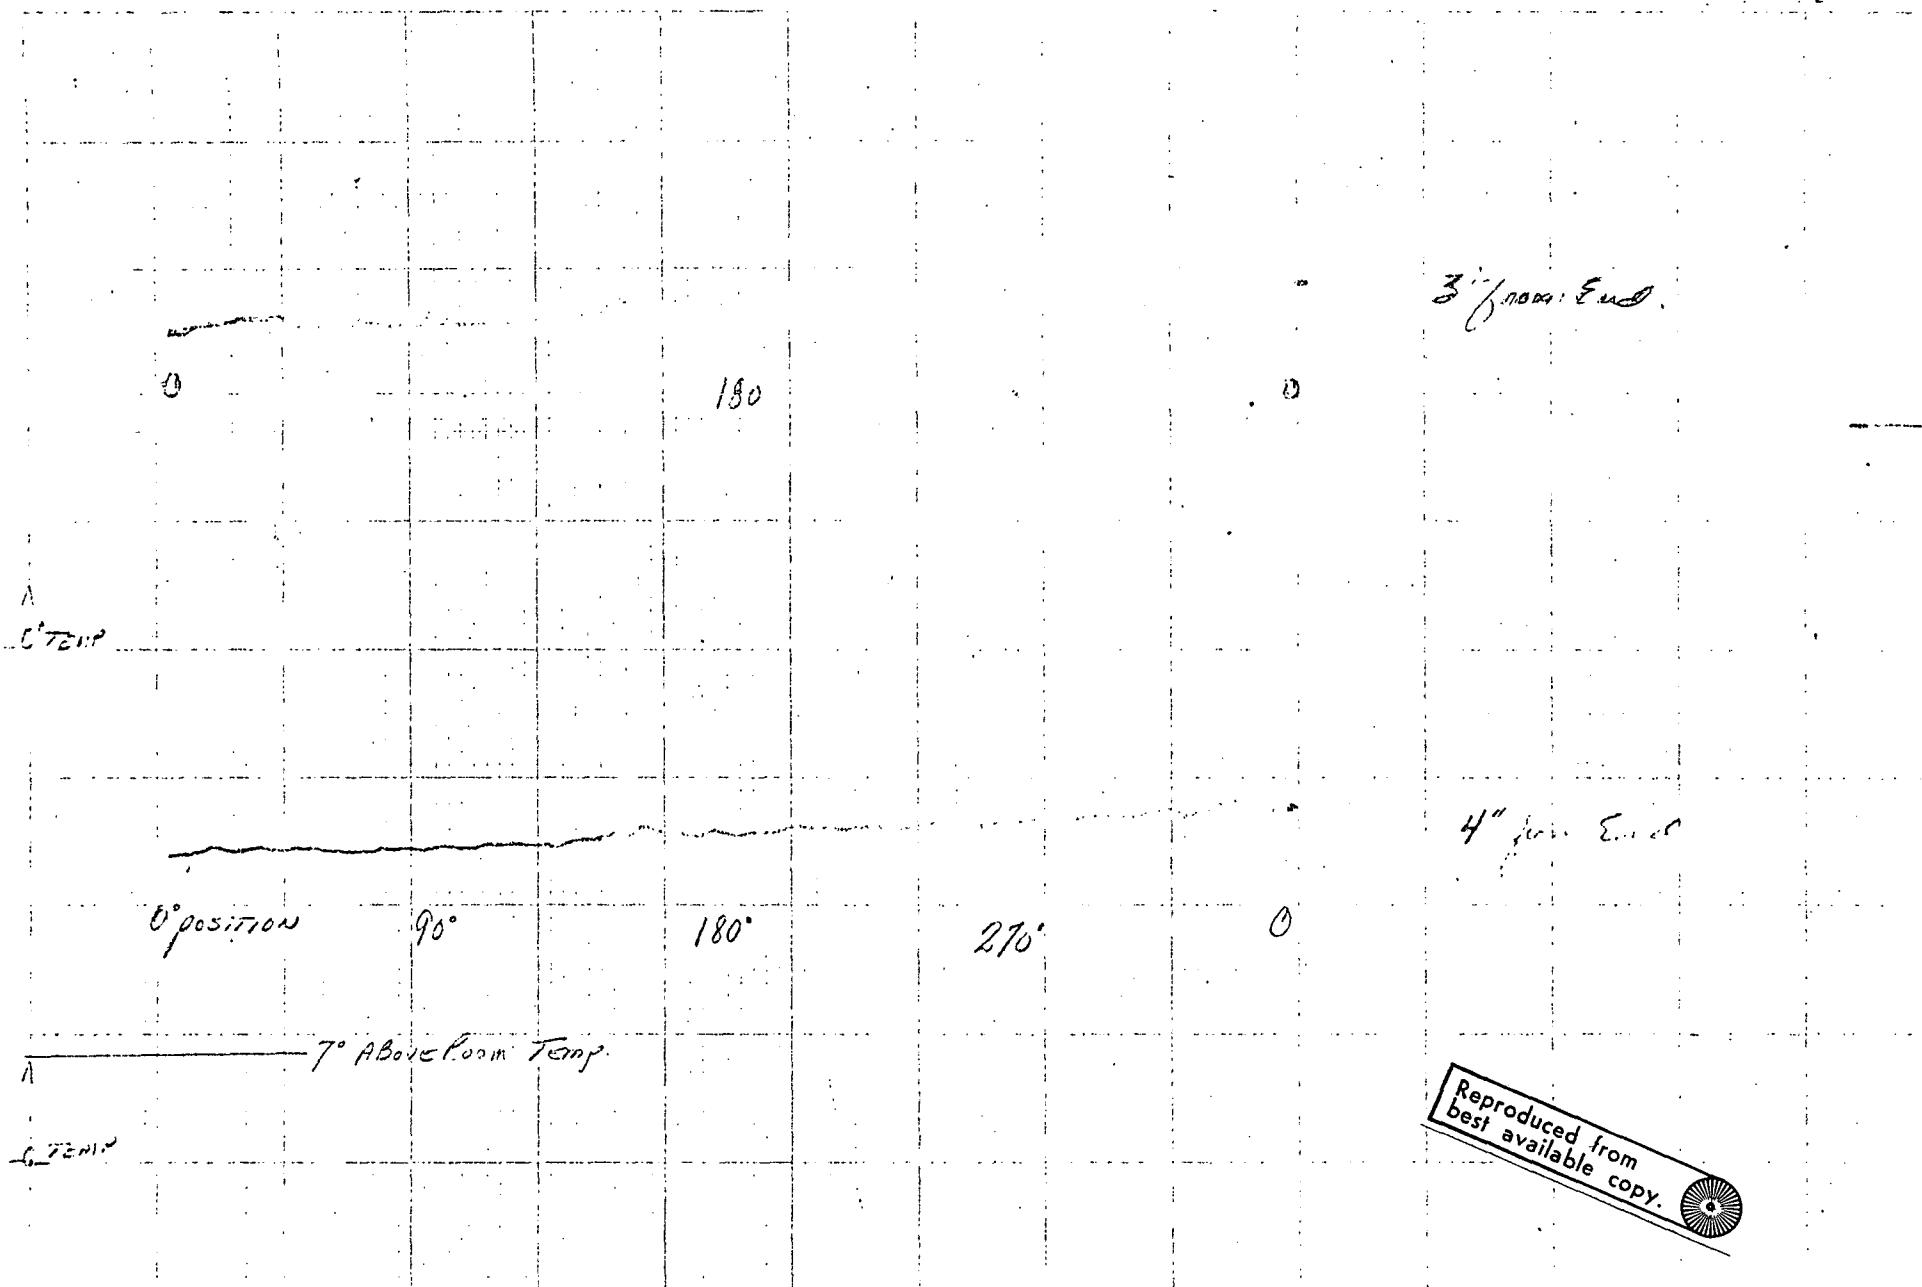 3" from End.
0 180 0
C° TEMP
4" from End
0° POSITION 90° 180° 270° 0
7° ABOVE Room Temp.
TEMP
Reproduced from
best available copy.